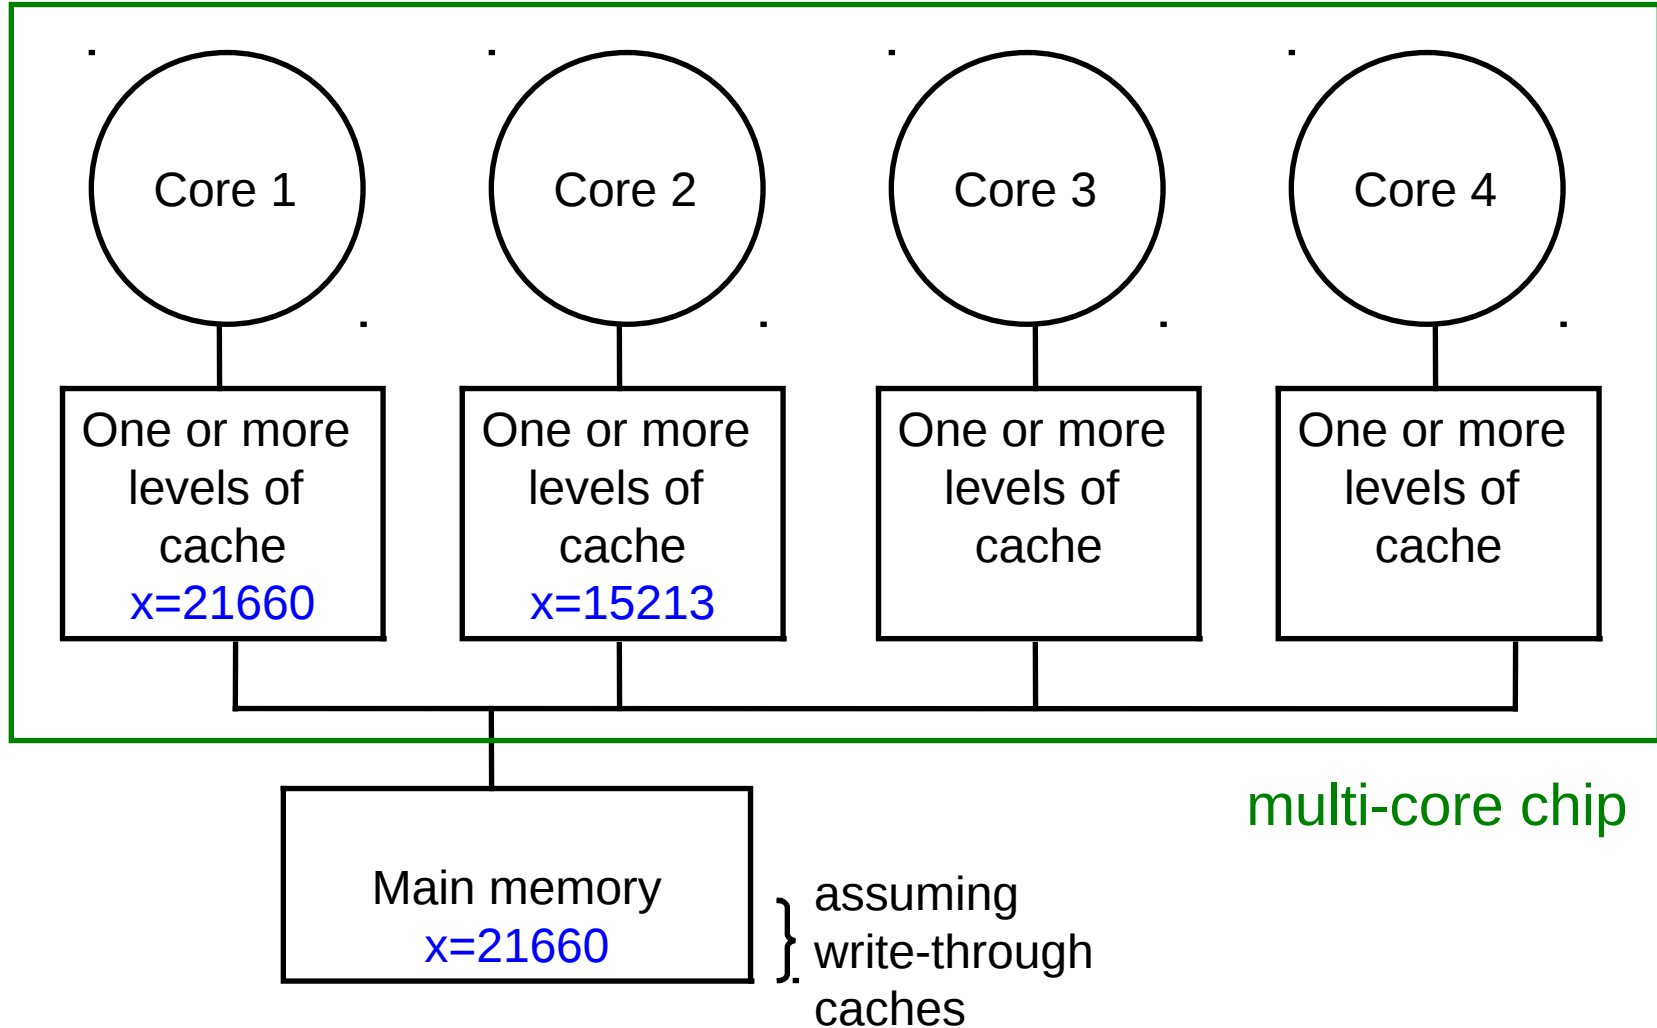 Core 1
Core 2
Core 3
Core 4
One or more
levels of
cache
x=21660
One or more
levels of
cache
x=15213
One or more
levels of
cache
One or more
levels of
cache
multi-core chip
Main memory
x=21660
assuming
write-through
caches